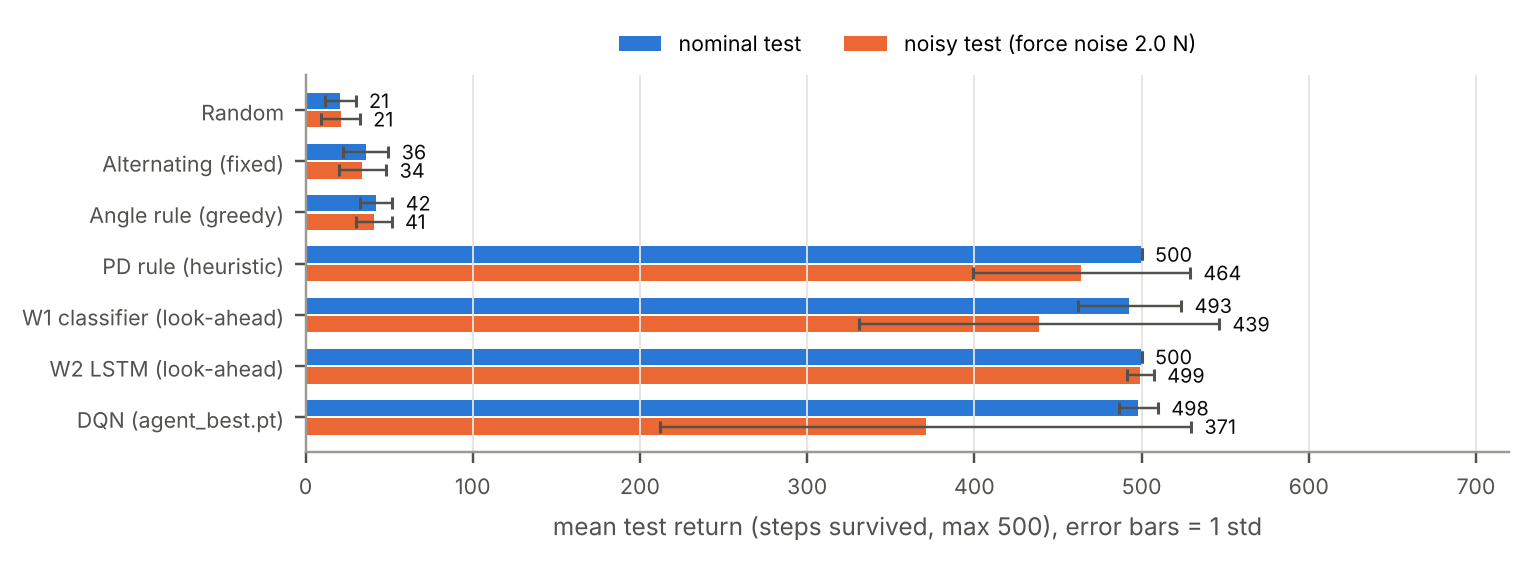 nominal test noisy test (force noise 2.0 N)
Random 21
21
Alternating (fixed) 36
34
Angle rule (greedy) 42
41
PD rule (heuristic) 500
464
W1 classifier (look-ahead) 493
439
W2 LSTM (look-ahead) 500
499
DQN (agent_best.pt) 498
371
0 100 200 300 400 500 600 700
mean test return (steps survived, max 500), error bars = 1 std